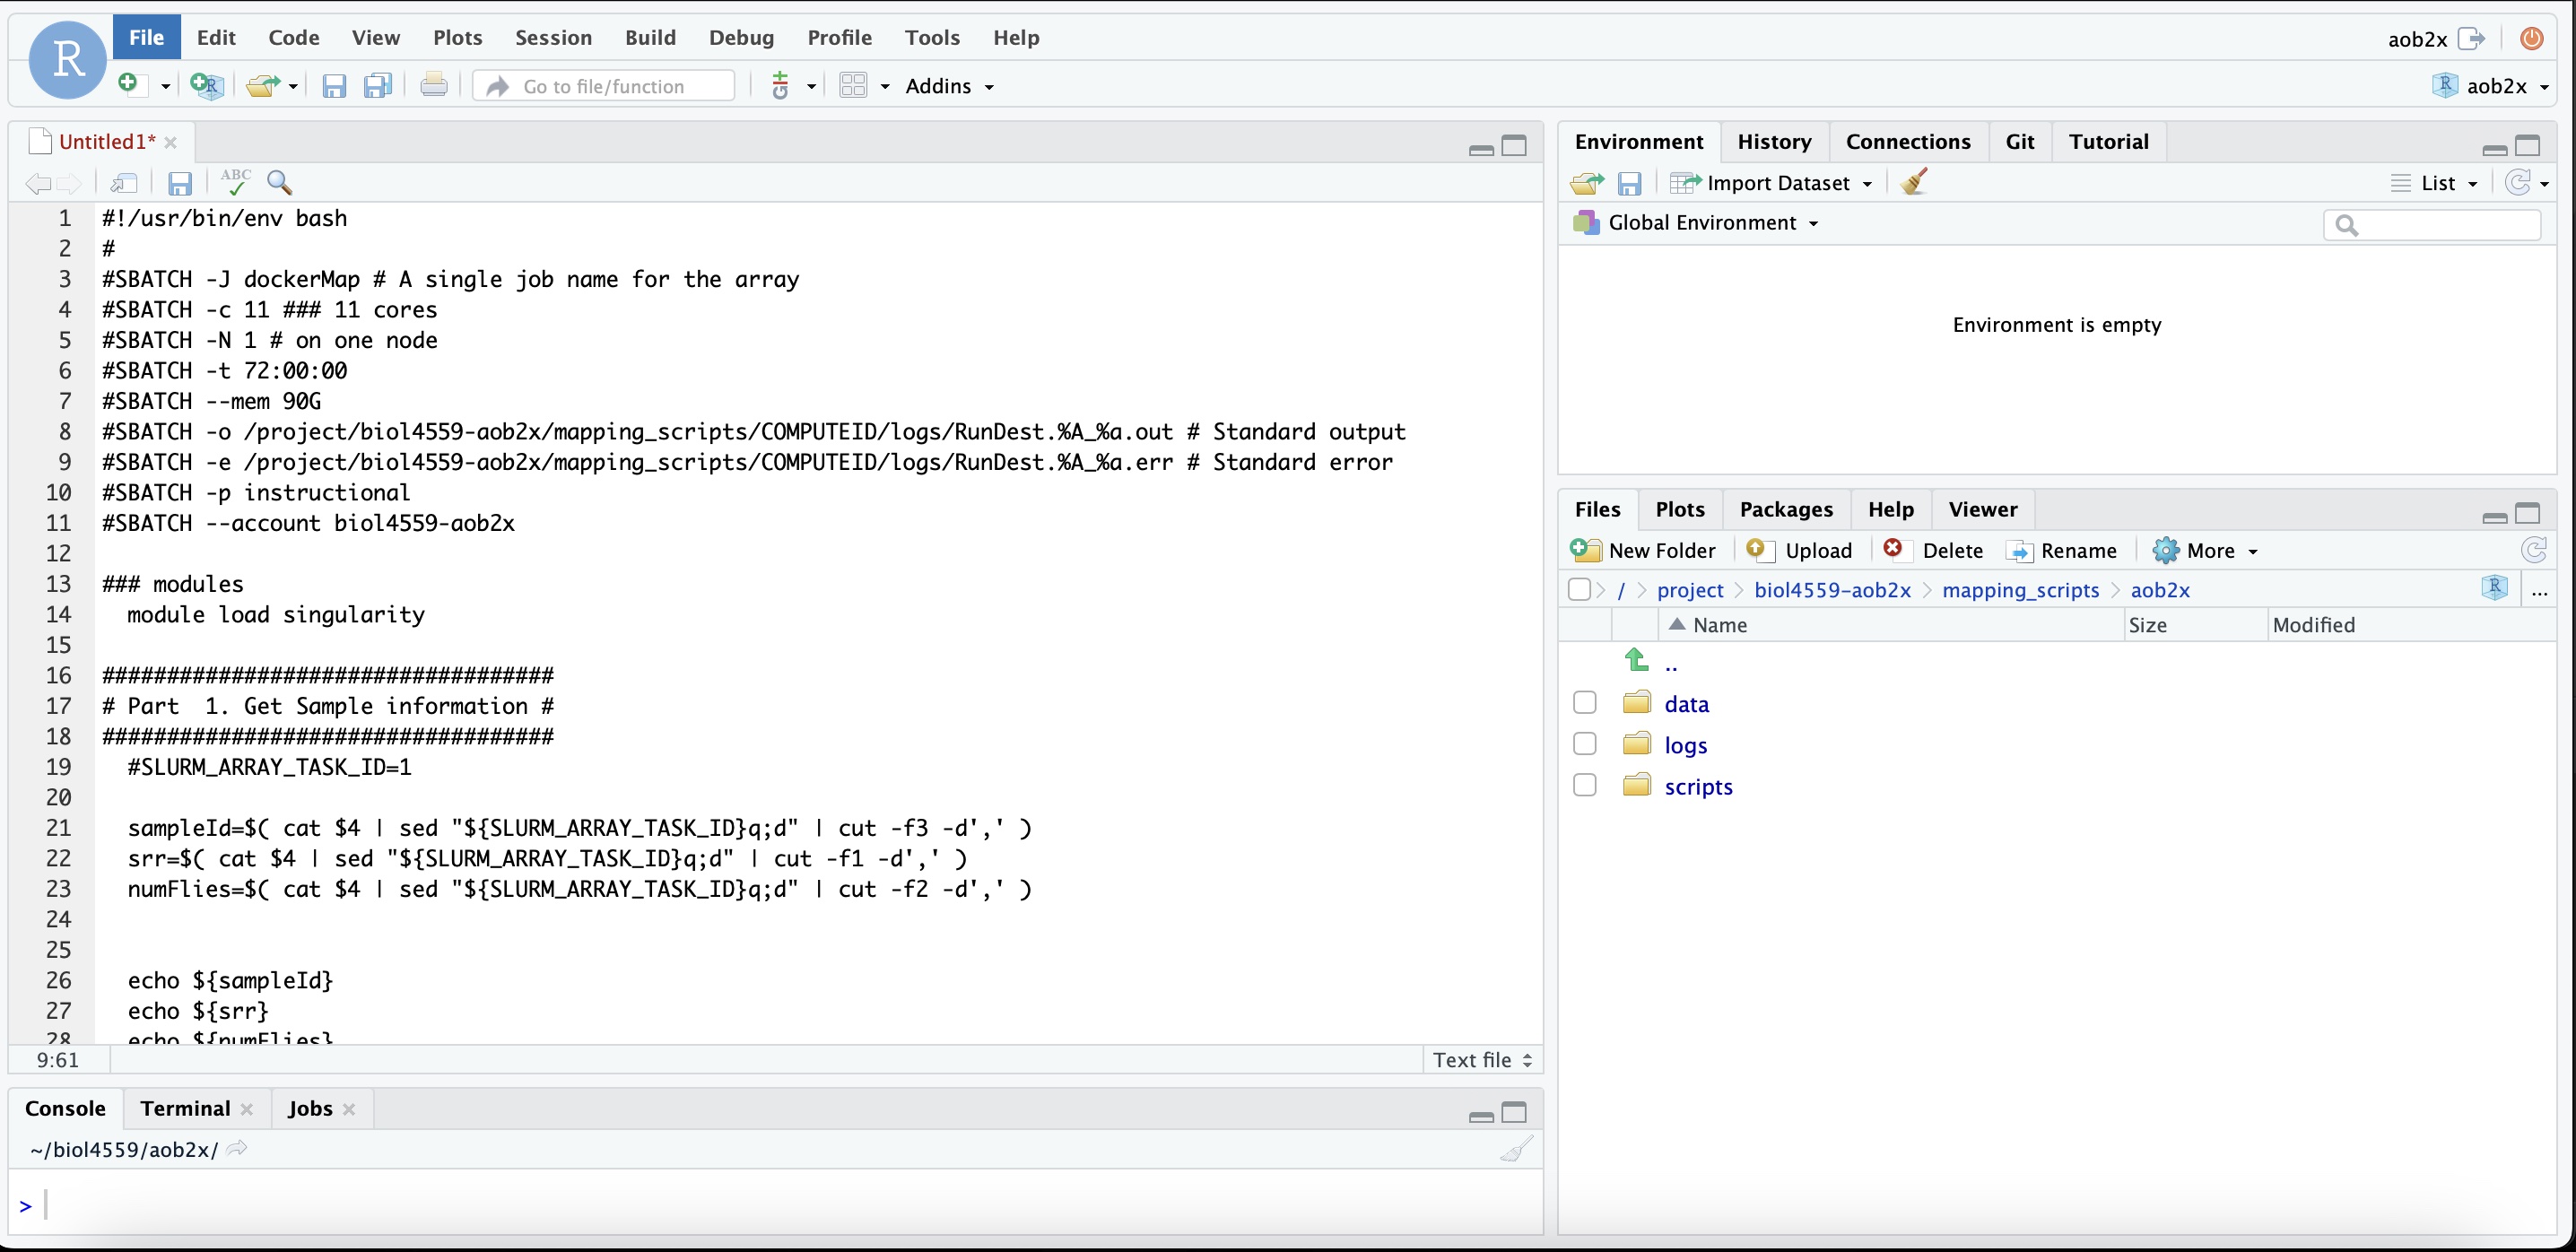 R
File Edit Code View Plots Session Build Debug Profile Tools Help
aob2x
Go to file/function
Addins
aob2x
Untitled1*
ABC
1 #!/usr/bin/env bash
2 #
3 #SBATCH -J dockerMap # A single job name for the array
4 #SBATCH -c 11 ### 11 cores
5 #SBATCH -N 1 # on one node
6 #SBATCH -t 72:00:00
7 #SBATCH --mem 90G
8 #SBATCH -o /project/biol4559-aob2x/mapping_scripts/COMPUTEID/logs/RunDest.%A_%a.out # Standard output
9 #SBATCH -e /project/biol4559-aob2x/mapping_scripts/COMPUTEID/logs/RunDest.%A_%a.err # Standard error
10 #SBATCH -p instructional
11 #SBATCH --account biol4559-aob2x
12
13 ### modules
14 module load singularity
15
16 ###################################
17 # Part  1. Get Sample information #
18 ###################################
19 #SLURM_ARRAY_TASK_ID=1
20
21 sampleId=$( cat $4 | sed "${SLURM_ARRAY_TASK_ID}q;d" | cut -f3 -d',' )
22 srr=$( cat $4 | sed "${SLURM_ARRAY_TASK_ID}q;d" | cut -f1 -d',' )
23 numFlies=$( cat $4 | sed "${SLURM_ARRAY_TASK_ID}q;d" | cut -f2 -d',' )
24
25
26 echo ${sampleId}
27 echo ${srr}
28 echo ${numFlies}
9:61
Text file
Console Terminal Jobs
~/biol4559/aob2x/
>
Environment History Connections Git Tutorial
Import Dataset
List
Global Environment
Environment is empty
Files Plots Packages Help Viewer
New Folder Upload Delete Rename More
/ project biol4559-aob2x mapping_scripts aob2x
...
Name Size Modified
..
data
logs
scripts